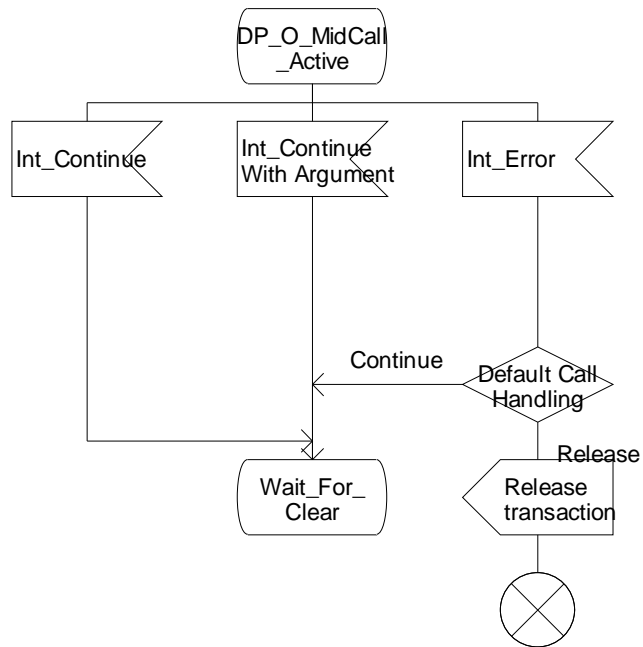 DP_O_MidCall
_Active
Int_Continue
Int_Continue
With Argument
Int_Error
Continue
Default Call
Handling
Release
Wait_For_
Clear
Release
transaction